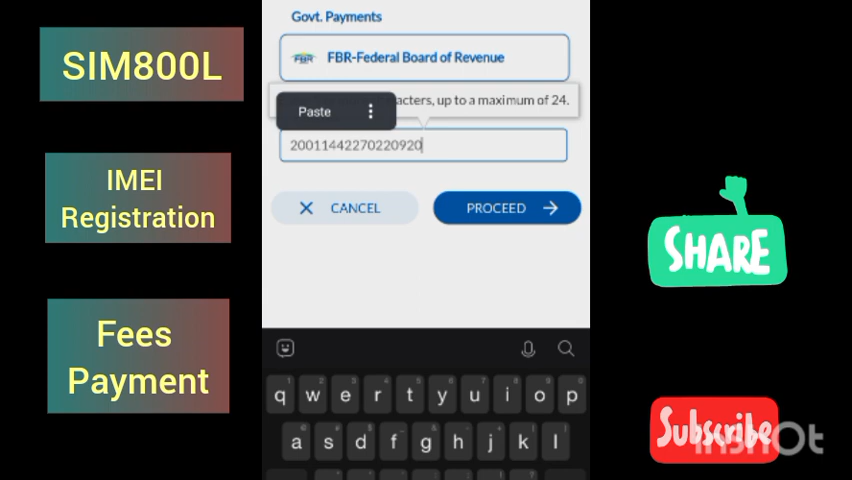 SIM800L
IMEI
Registration
Fees
Payment
Govt. Payments
FBR FBR-Federal Board of Revenue
acters, up to a maximum of 24.
Paste
20011442270220920
CANCEL
PROCEED
q w e r t y u i o p
a s d f g h j k l
SHARE
Subscribe
InShot